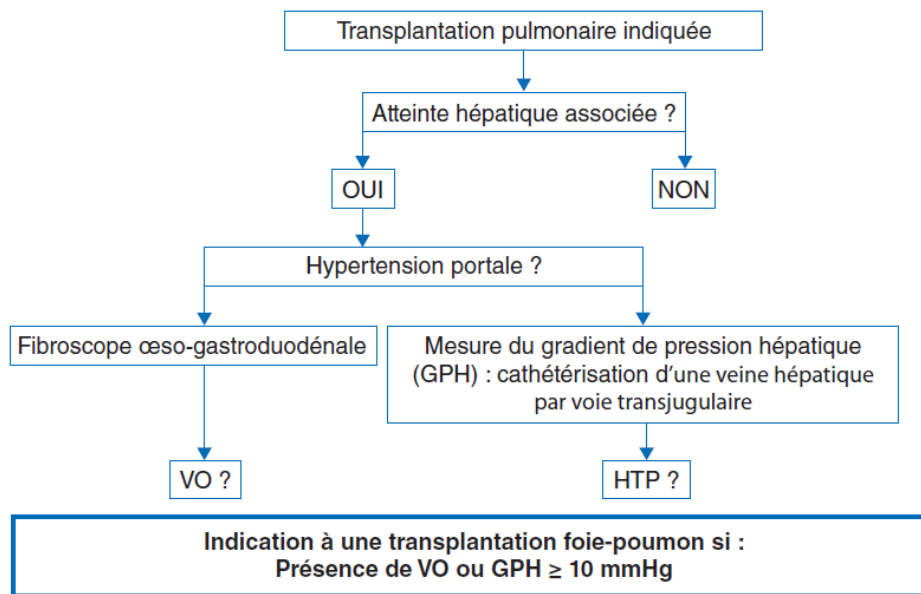 Transplantation pulmonaire indiquée
Atteinte hépatique associée ?
OUI
NON
Hypertension portale ?
Fibroscope œso-gastroduodénale
Mesure du gradient de pression hépatique
(GPH) : cathétérisation d'une veine hépatique
par voie transjugulaire
VO ?
HTP ?
Indication à une transplantation foie-poumon si :
Présence de VO ou GPH ≥ 10 mmHg